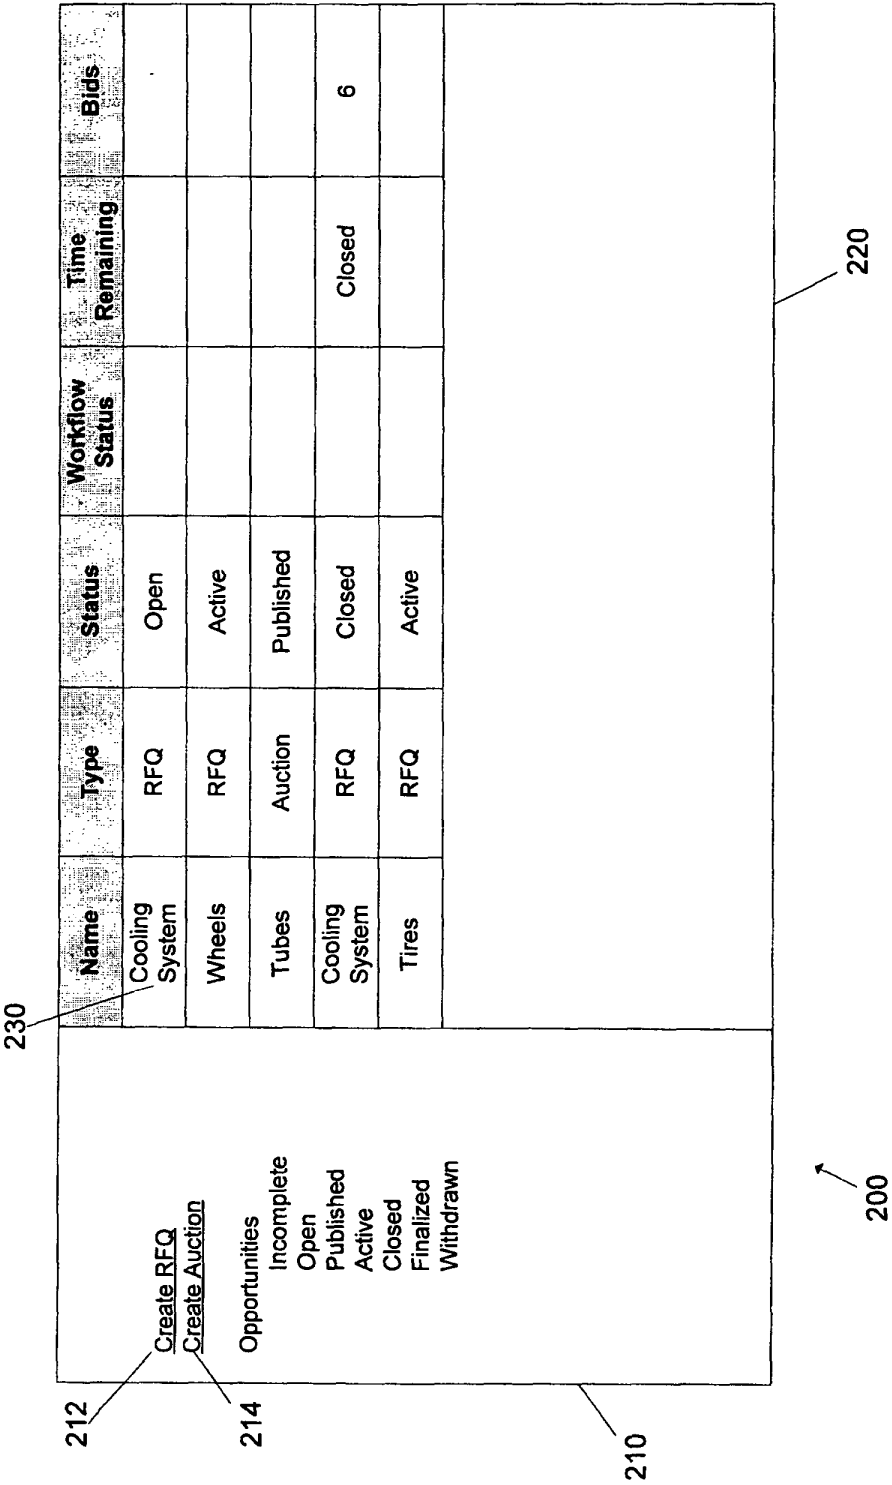 230
Name Type Status Workflow Status Time Remaining Bids
Cooling System RFQ Open
Wheels RFQ Active
Tubes Auction Published
Cooling System RFQ Closed Closed 6
Tires RFQ Active
212
Create RFQ
Create Auction
214
Opportunities
Incomplete
Open
Published
Active
Closed
Finalized
Withdrawn
210
200
220